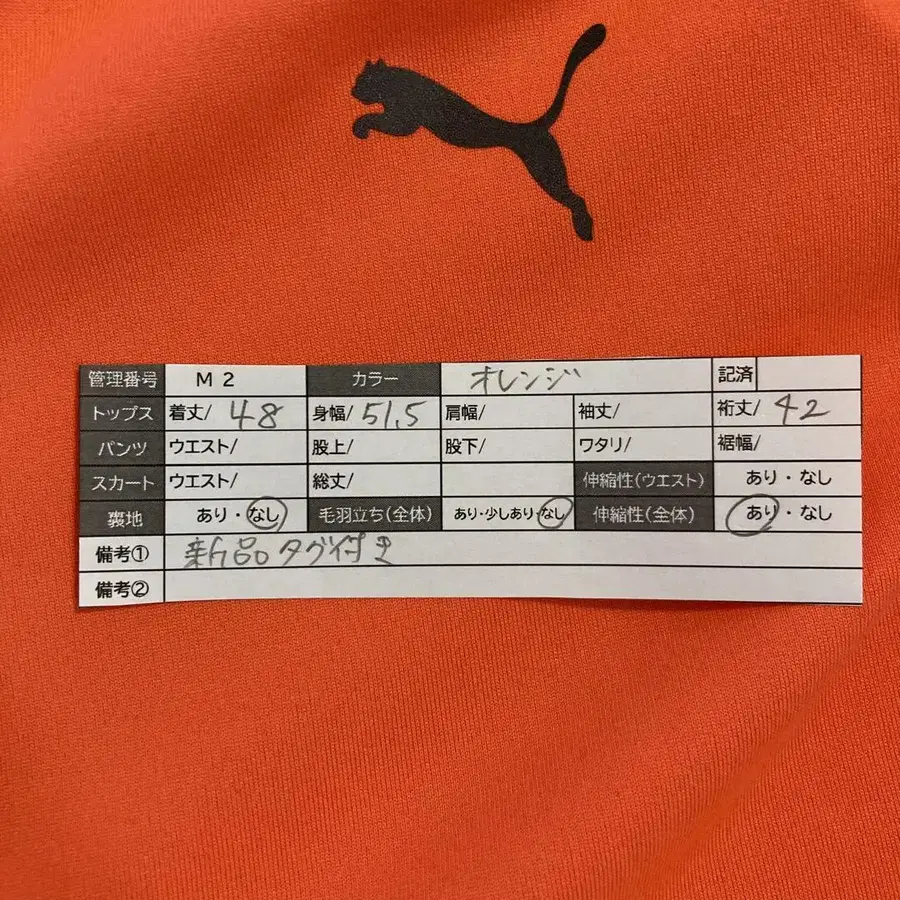 管理番号 M 2 カラー オレンジ 記済
トップス 着丈/ 48 身幅/ 51.5 肩幅/ 袖丈/ 裄丈/ 42
パンツ ウエスト/ 股上/ 股下/ ワタリ/ 裾幅/
スカート ウエスト/ 総丈/ 伸縮性(ウエスト) あり・なし
裏地 あり・なし 毛羽立ち(全体) あり・少しあり・なし 伸縮性(全体) あり・なし
備考① 新品タグ付き
備考②